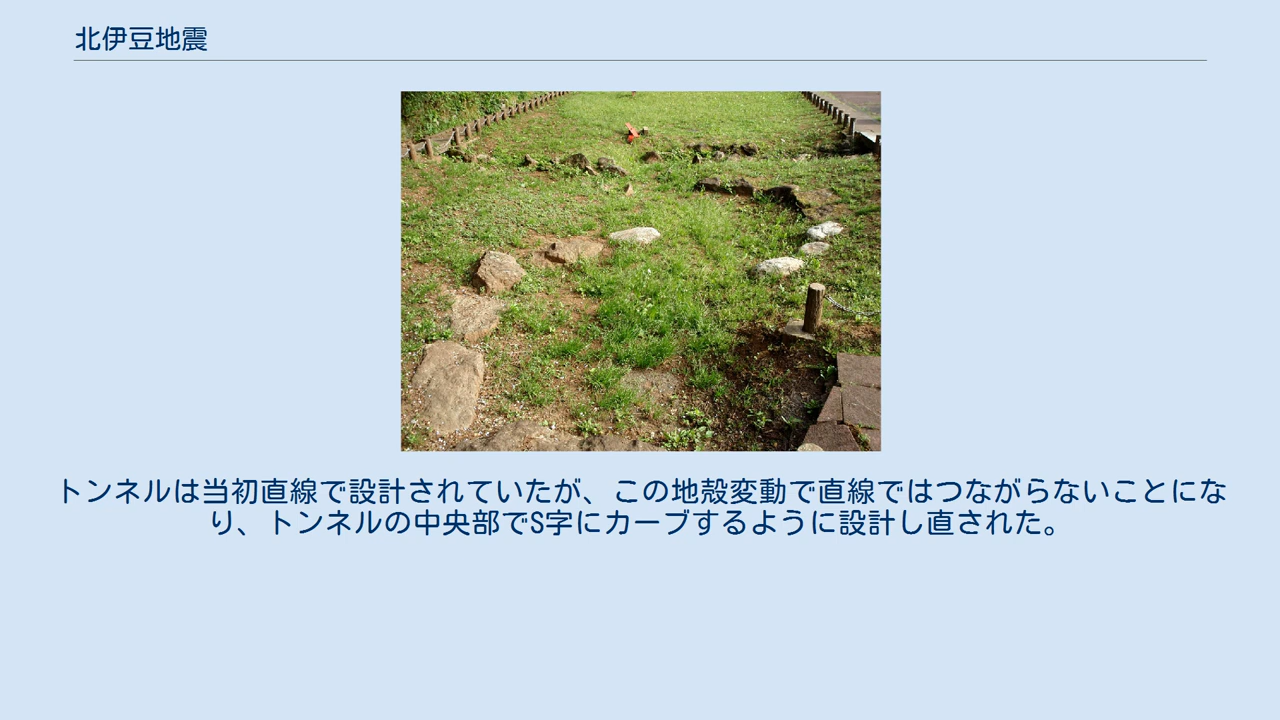 北伊豆地震
トンネルは当初直線で設計されていたが、この地殻変動で直線ではつながらないことにな
り、トンネルの中央部でS字にカーブするように設計し直された。